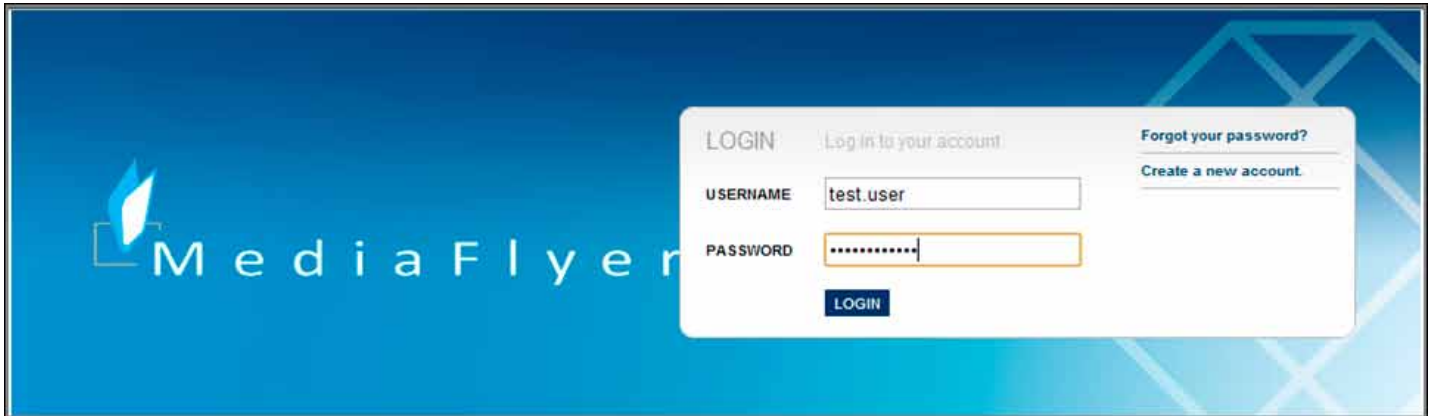 MediaFlyer
LOGIN Log in to your account
USERNAME test.user
PASSWORD ••••••••••••
LOGIN
Forgot your password?
Create a new account.